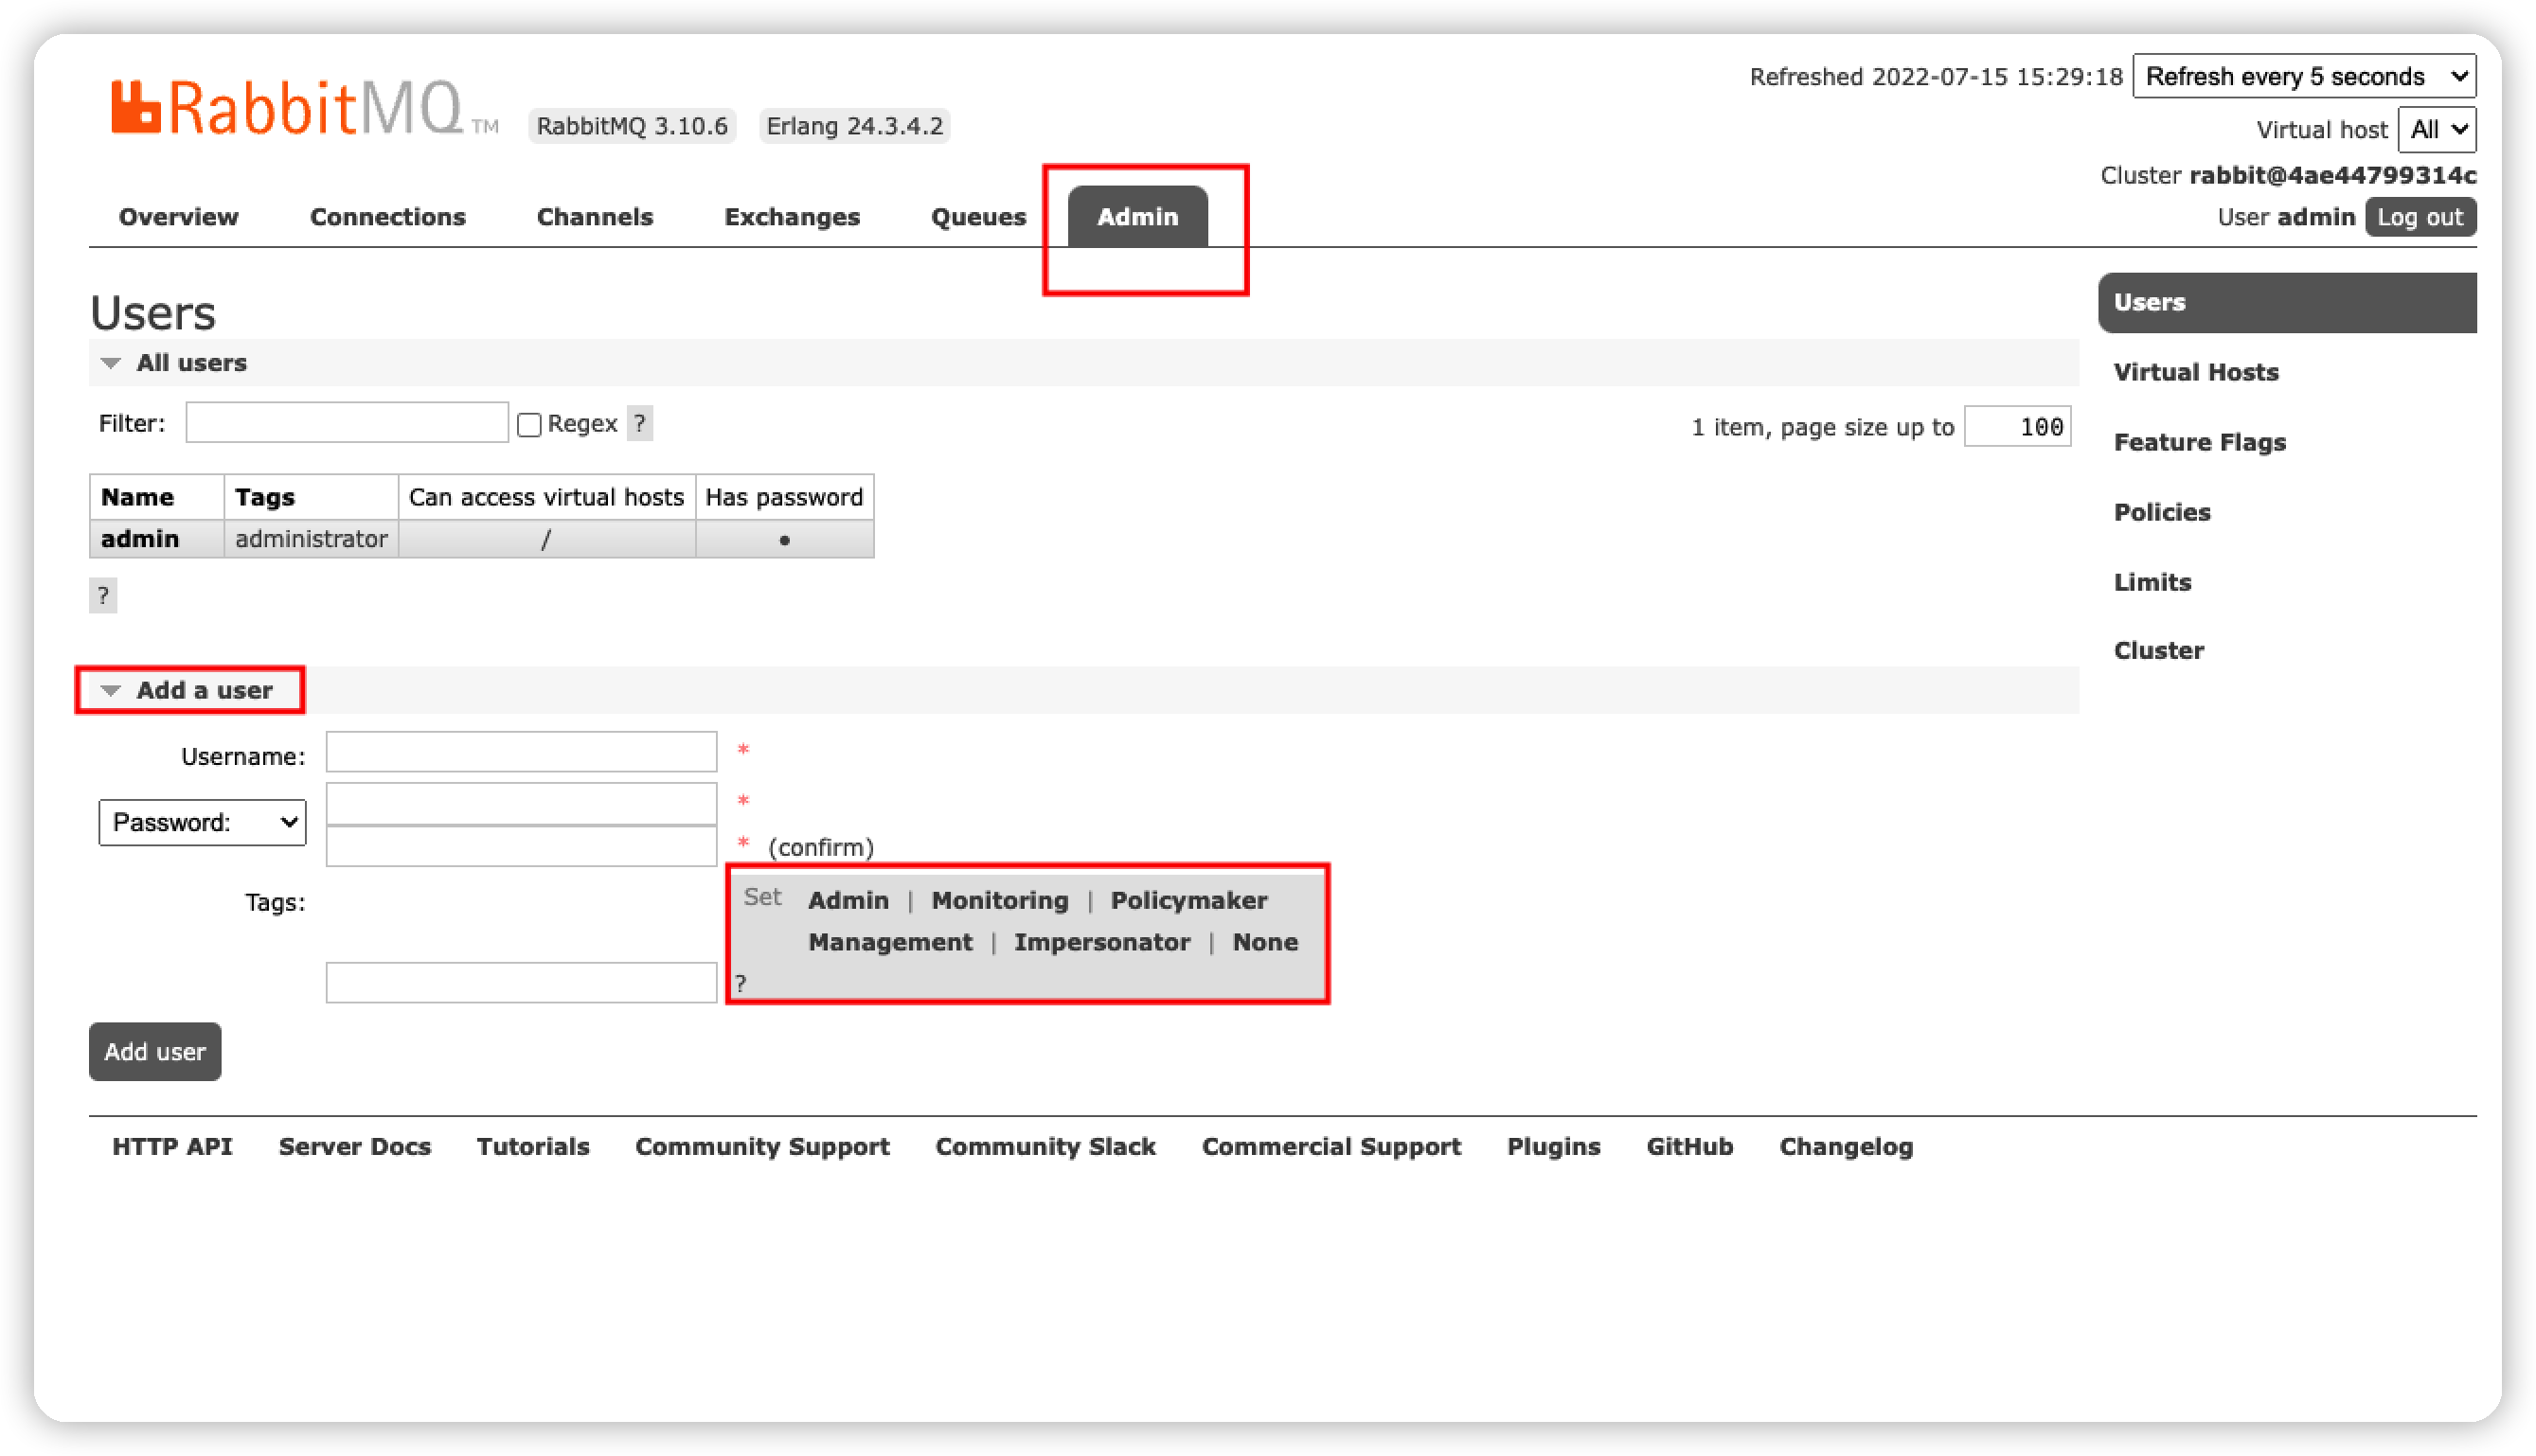 Refreshed 2022-07-15 15:29:18 Refresh every 5 seconds
RabbitMQ TM RabbitMQ 3.10.6 Erlang 24.3.4.2
Virtual host All
Cluster rabbit@4ae44799314c
User admin Log out
Overview Connections Channels Exchanges Queues Admin
Users
All users
Filter: Regex ? 1 item, page size up to 100
Name Tags Can access virtual hosts Has password
admin administrator / •
?
Add a user
Username: *
Password: *
* (confirm)
Tags:
Set Admin | Monitoring | Policymaker
Management | Impersonator | None
?
Add user
Users
Virtual Hosts
Feature Flags
Policies
Limits
Cluster
HTTP API Server Docs Tutorials Community Support Community Slack Commercial Support Plugins GitHub Changelog